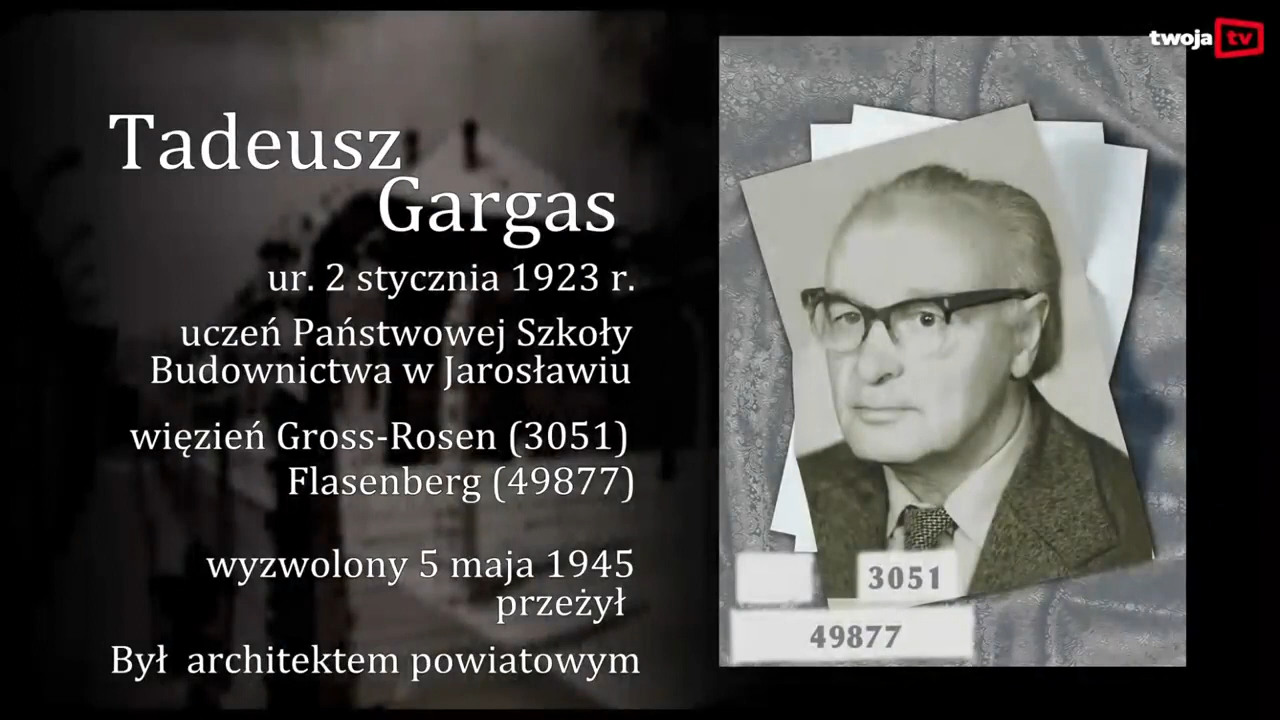 twoja tv
Tadeusz
Gargas
ur. 2 stycznia 1923 r.
uczeń Państwowej Szkoły
Budownictwa w Jarosławiu
więzień Gross-Rosen (3051)
Flasenberg (49877)
wyzwolony 5 maja 1945
przeżył
Był architektem powiatowym
3051
49877